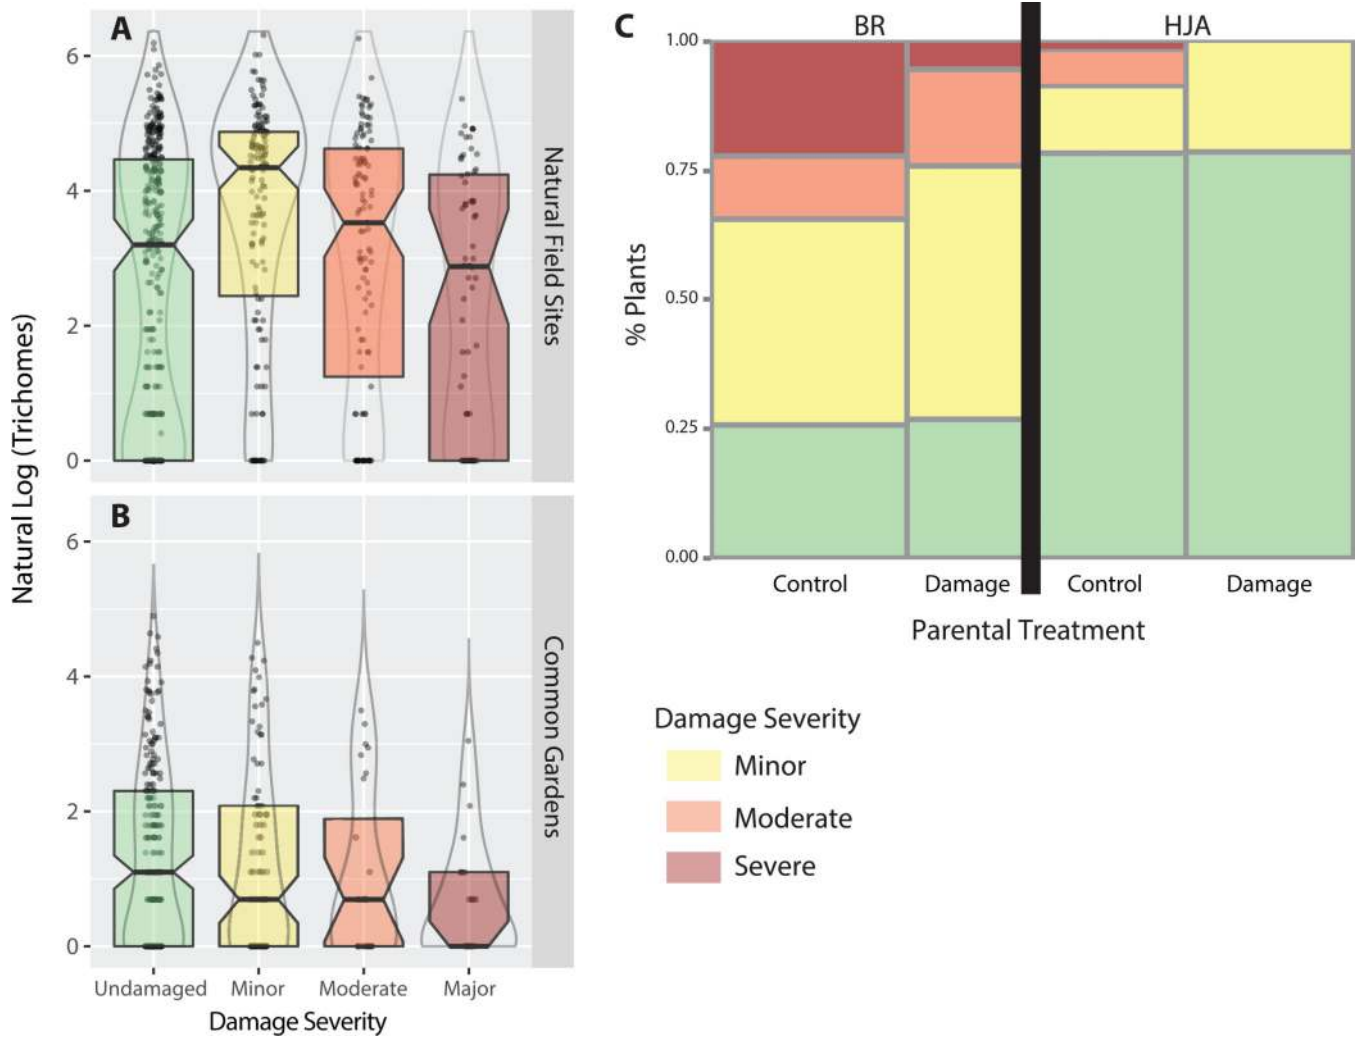 A
6
4
2
0
Natural Field Sites
B
6
4
2
0
Common Gardens
Natural Log (Trichomes)
Undamaged Minor Moderate Major
Damage Severity
C
BR HJA
1.00
0.75
0.50
0.25
0.00
% Plants
Control Damage Control Damage
Parental Treatment
Damage Severity
Minor
Moderate
Severe